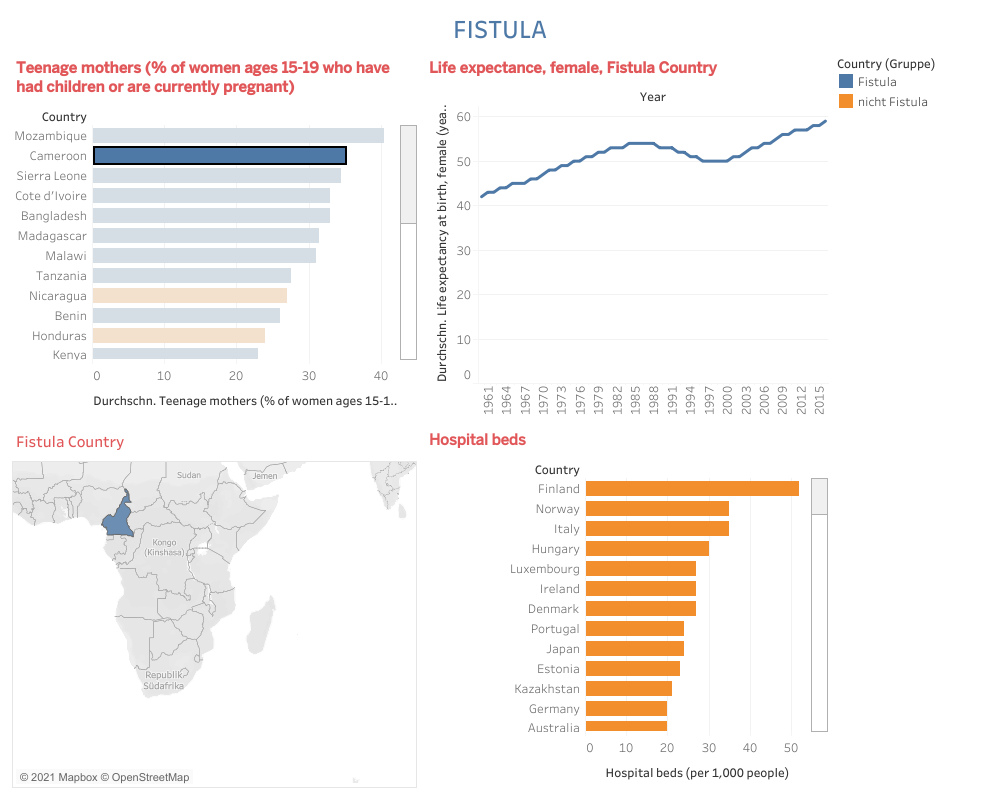 FISTULA
Teenage mothers (% of women ages 15-19 who have
had children or are currently pregnant)
Country
Mozambique
Cameroon
Sierra Leone
Cote d'Ivoire
Bangladesh
Madagascar
Malawi
Tanzania
Nicaragua
Benin
Honduras
Kenya
0 10 20 30 40
Durchschn. Teenage mothers (% of women ages 15-1..
Life expectance, female, Fistula Country
Year
Durchschn. Life expectancy at birth, female (yea..
60
50
40
30
20
10
0
1961 1964 1967 1970 1973 1976 1979 1982 1985 1988 1991 1994 1997 2000 2003 2006 2009 2012 2015
Country (Gruppe)
Fistula
nicht Fistula
Fistula Country
Sudan
Jemen
Kongo
(Kinshasa)
Republik
Südafrika
© 2021 Mapbox © OpenStreetMap
Hospital beds
Country
Finland
Norway
Italy
Hungary
Luxembourg
Ireland
Denmark
Portugal
Japan
Estonia
Kazakhstan
Germany
Australia
0 10 20 30 40 50
Hospital beds (per 1,000 people)